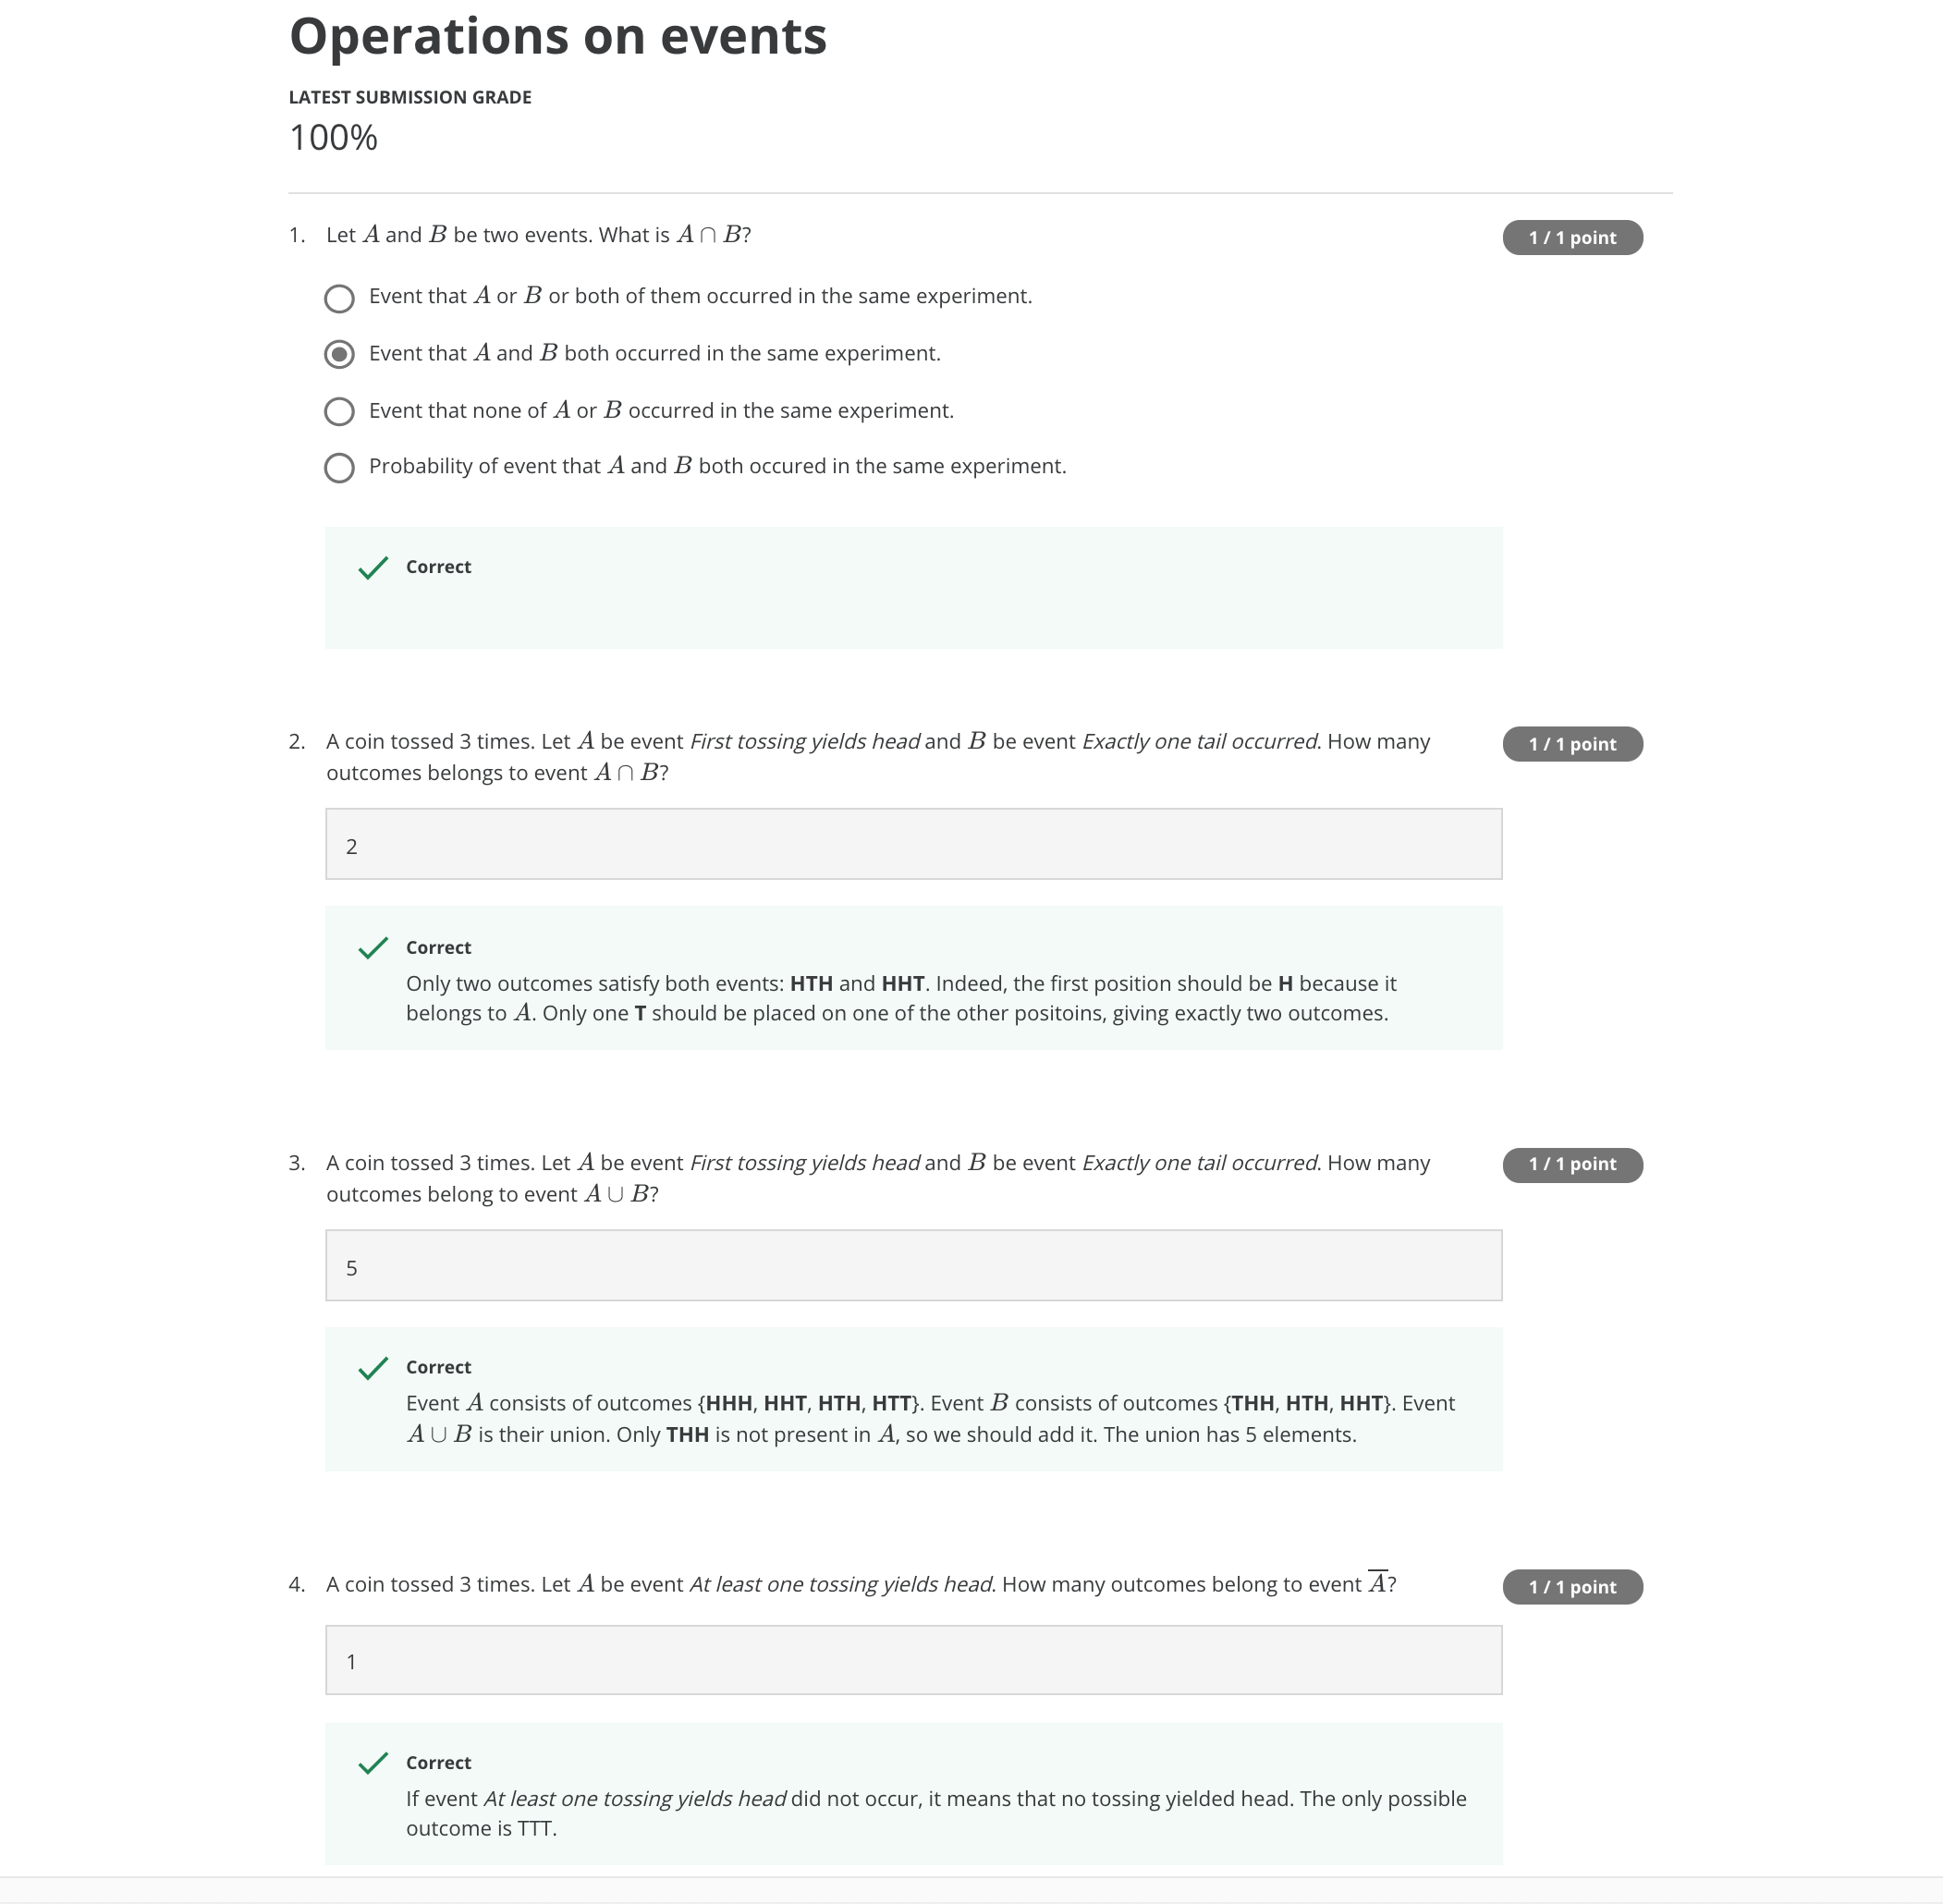 Operations on events
LATEST SUBMISSION GRADE
100%
1. Let A and B be two events. What is A ∩ B?
1 / 1 point
Event that A or B or both of them occurred in the same experiment.
Event that A and B both occurred in the same experiment.
Event that none of A or B occurred in the same experiment.
Probability of event that A and B both occured in the same experiment.
Correct
2. A coin tossed 3 times. Let A be event First tossing yields head and B be event Exactly one tail occurred. How many
outcomes belongs to event A ∩ B?
1 / 1 point
2
Correct
Only two outcomes satisfy both events: HTH and HHT. Indeed, the first position should be H because it
belongs to A. Only one T should be placed on one of the other positoins, giving exactly two outcomes.
3. A coin tossed 3 times. Let A be event First tossing yields head and B be event Exactly one tail occurred. How many
outcomes belong to event A ∪ B?
1 / 1 point
5
Correct
Event A consists of outcomes {HHH, HHT, HTH, HTT}. Event B consists of outcomes {THH, HTH, HHT}. Event
A ∪ B is their union. Only THH is not present in A, so we should add it. The union has 5 elements.
4. A coin tossed 3 times. Let A be event At least one tossing yields head. How many outcomes belong to event A̅?
1 / 1 point
1
Correct
If event At least one tossing yields head did not occur, it means that no tossing yielded head. The only possible
outcome is TTT.